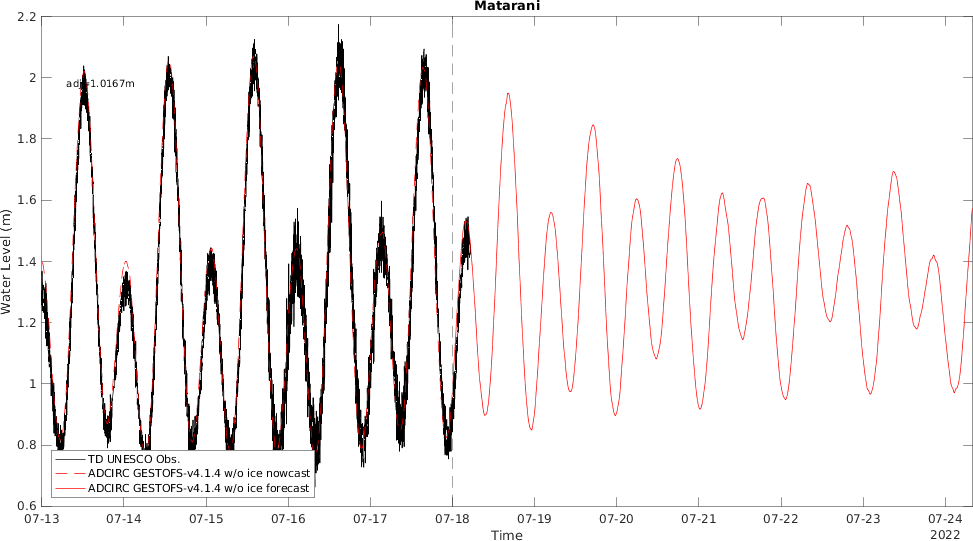 Matarani
2.2
2
1.8
1.6
1.4
1.2
1
0.8
0.6
Water Level (m)
adj=1.0167m
TD UNESCO Obs.
ADCIRC GESTOFS-v4.1.4 w/o ice nowcast
ADCIRC GESTOFS-v4.1.4 w/o ice forecast
07-13 07-14 07-15 07-16 07-17 07-18 07-19 07-20 07-21 07-22 07-23 07-24
Time
2022